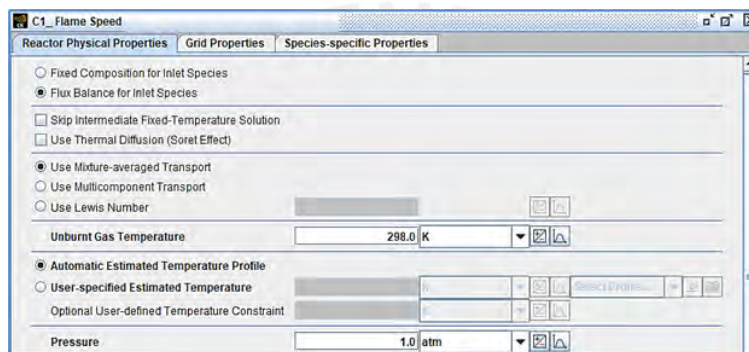 C1_ Flame Speed
Reactor Physical Properties Grid Properties Species-specific Properties
Fixed Composition for Inlet Species
Flux Balance for Inlet Species
Skip Intermediate Fixed-Temperature Solution
Use Thermal Diffusion (Soret Effect)
Use Mixture-averaged Transport
Use Multicomponent Transport
Use Lewis Number
Unburnt Gas Temperature 298.0 K
Automatic Estimated Temperature Profile
User-specified Estimated Temperature K Select Profile...
Optional User-defined Temperature Constraint K
Pressure 1.0 atm